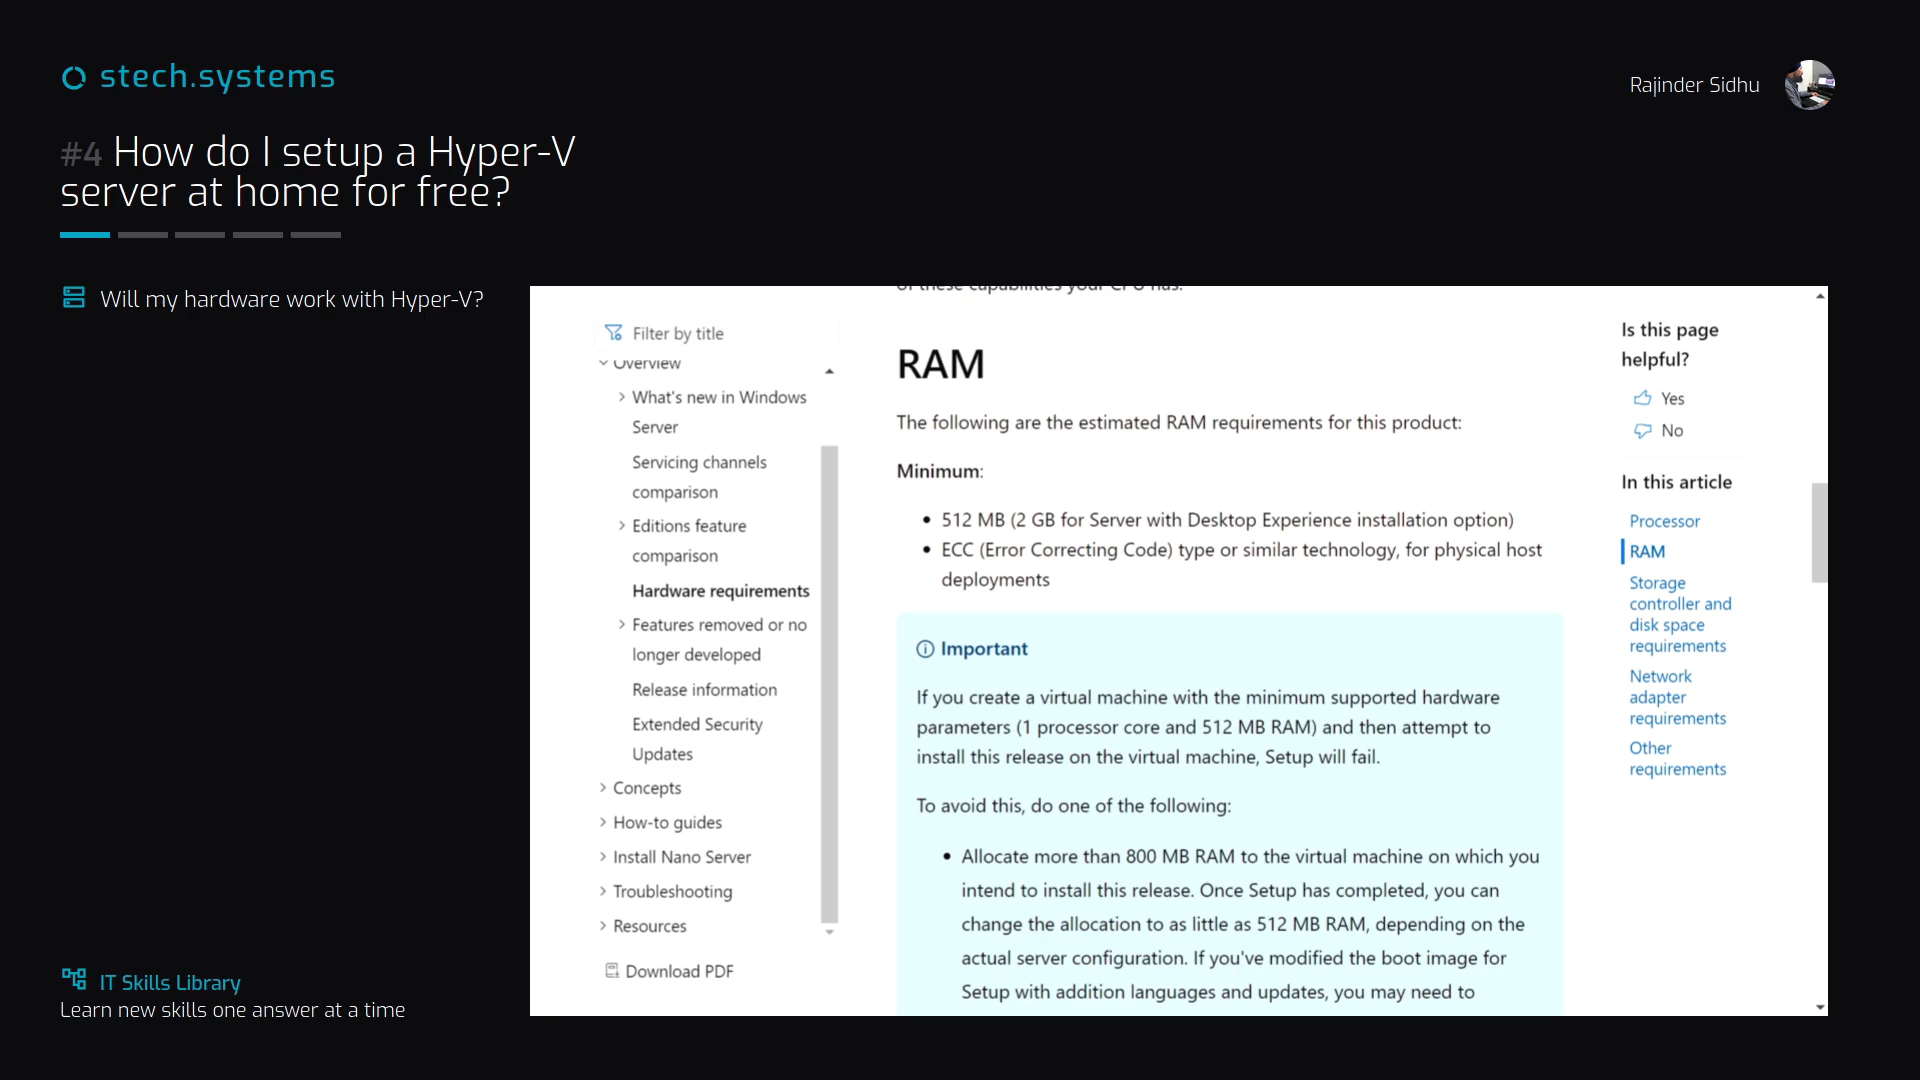 stech.systems
Rajinder Sidhu
#4 How do I setup a Hyper-V
server at home for free?
Will my hardware work with Hyper-V?
of these capabilities your CPU has.
Filter by title
Overview
What's new in Windows
Server
Servicing channels
comparison
Editions feature
comparison
Hardware requirements
Features removed or no
longer developed
Release information
Extended Security
Updates
Concepts
How-to guides
Install Nano Server
Troubleshooting
Resources
Download PDF
RAM
The following are the estimated RAM requirements for this product:
Minimum:
• 512 MB (2 GB for Server with Desktop Experience installation option)
• ECC (Error Correcting Code) type or similar technology, for physical host
deployments
Important
If you create a virtual machine with the minimum supported hardware
parameters (1 processor core and 512 MB RAM) and then attempt to
install this release on the virtual machine, Setup will fail.
To avoid this, do one of the following:
• Allocate more than 800 MB RAM to the virtual machine on which you
intend to install this release. Once Setup has completed, you can
change the allocation to as little as 512 MB RAM, depending on the
actual server configuration. If you've modified the boot image for
Setup with addition languages and updates, you may need to
Is this page
helpful?
Yes
No
In this article
Processor
RAM
Storage
controller and
disk space
requirements
Network
adapter
requirements
Other
requirements
IT Skills Library
Learn new skills one answer at a time